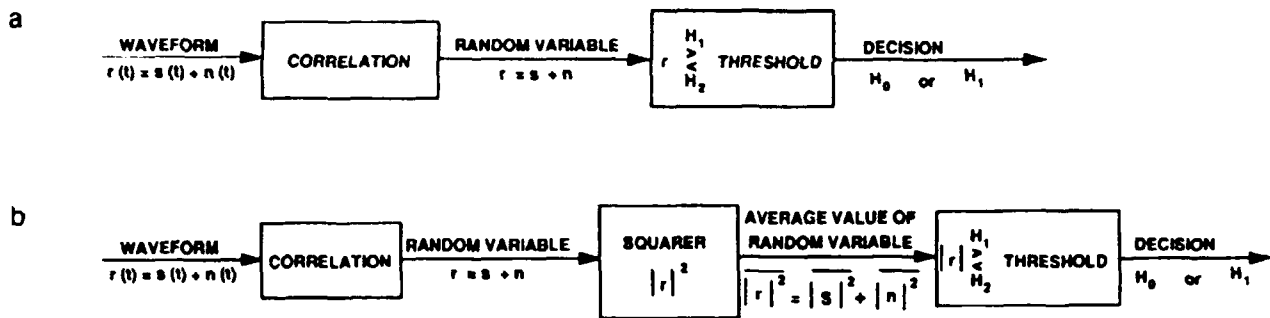 a
WAVEFORM
r (t) = s (t) + n (t)
CORRELATION
RANDOM VARIABLE
r = s + n
H₁
r ><  THRESHOLD
H₂
DECISION
H₀ or H₁
b
WAVEFORM
r (t) = s (t) + n (t)
CORRELATION
RANDOM VARIABLE
r = s + n
SQUARER
|r|²
AVERAGE VALUE OF
RANDOM VARIABLE
|r|² = |s|² + |n|²
H₁
|r| >< THRESHOLD
H₂
DECISION
H₀ or H₁